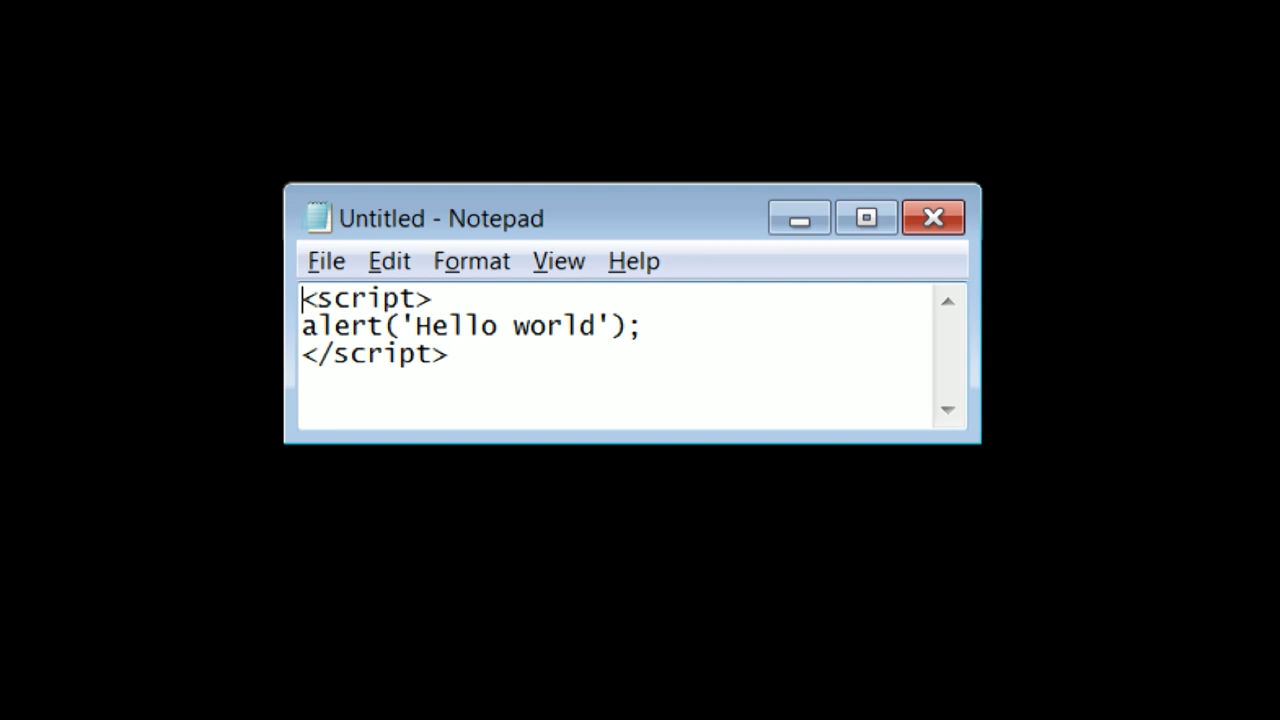 Untitled - Notepad
File Edit Format View Help
<script>
alert('Hello world');
</script>